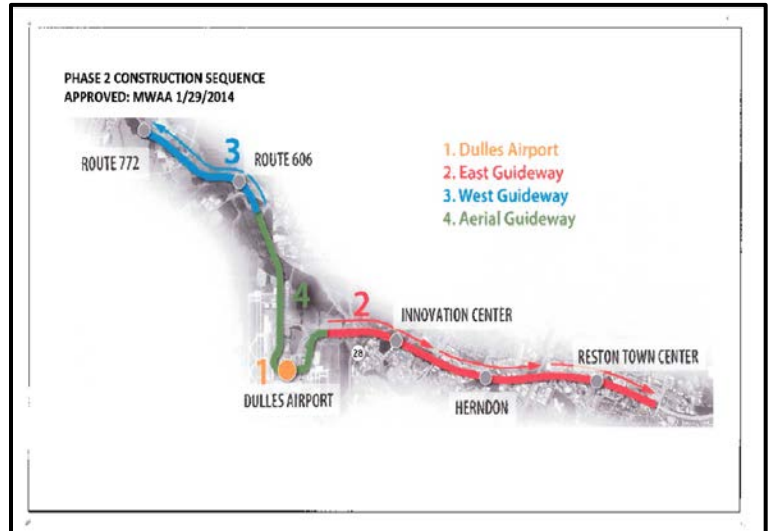 PHASE 2 CONSTRUCTION SEQUENCE
APPROVED: MWAA 1/29/2014
1. Dulles Airport
2. East Guideway
3. West Guideway
4. Aerial Guideway
ROUTE 772
3
ROUTE 606
4
2
INNOVATION CENTER
28
RESTON TOWN CENTER
1
DULLES AIRPORT
HERNDON